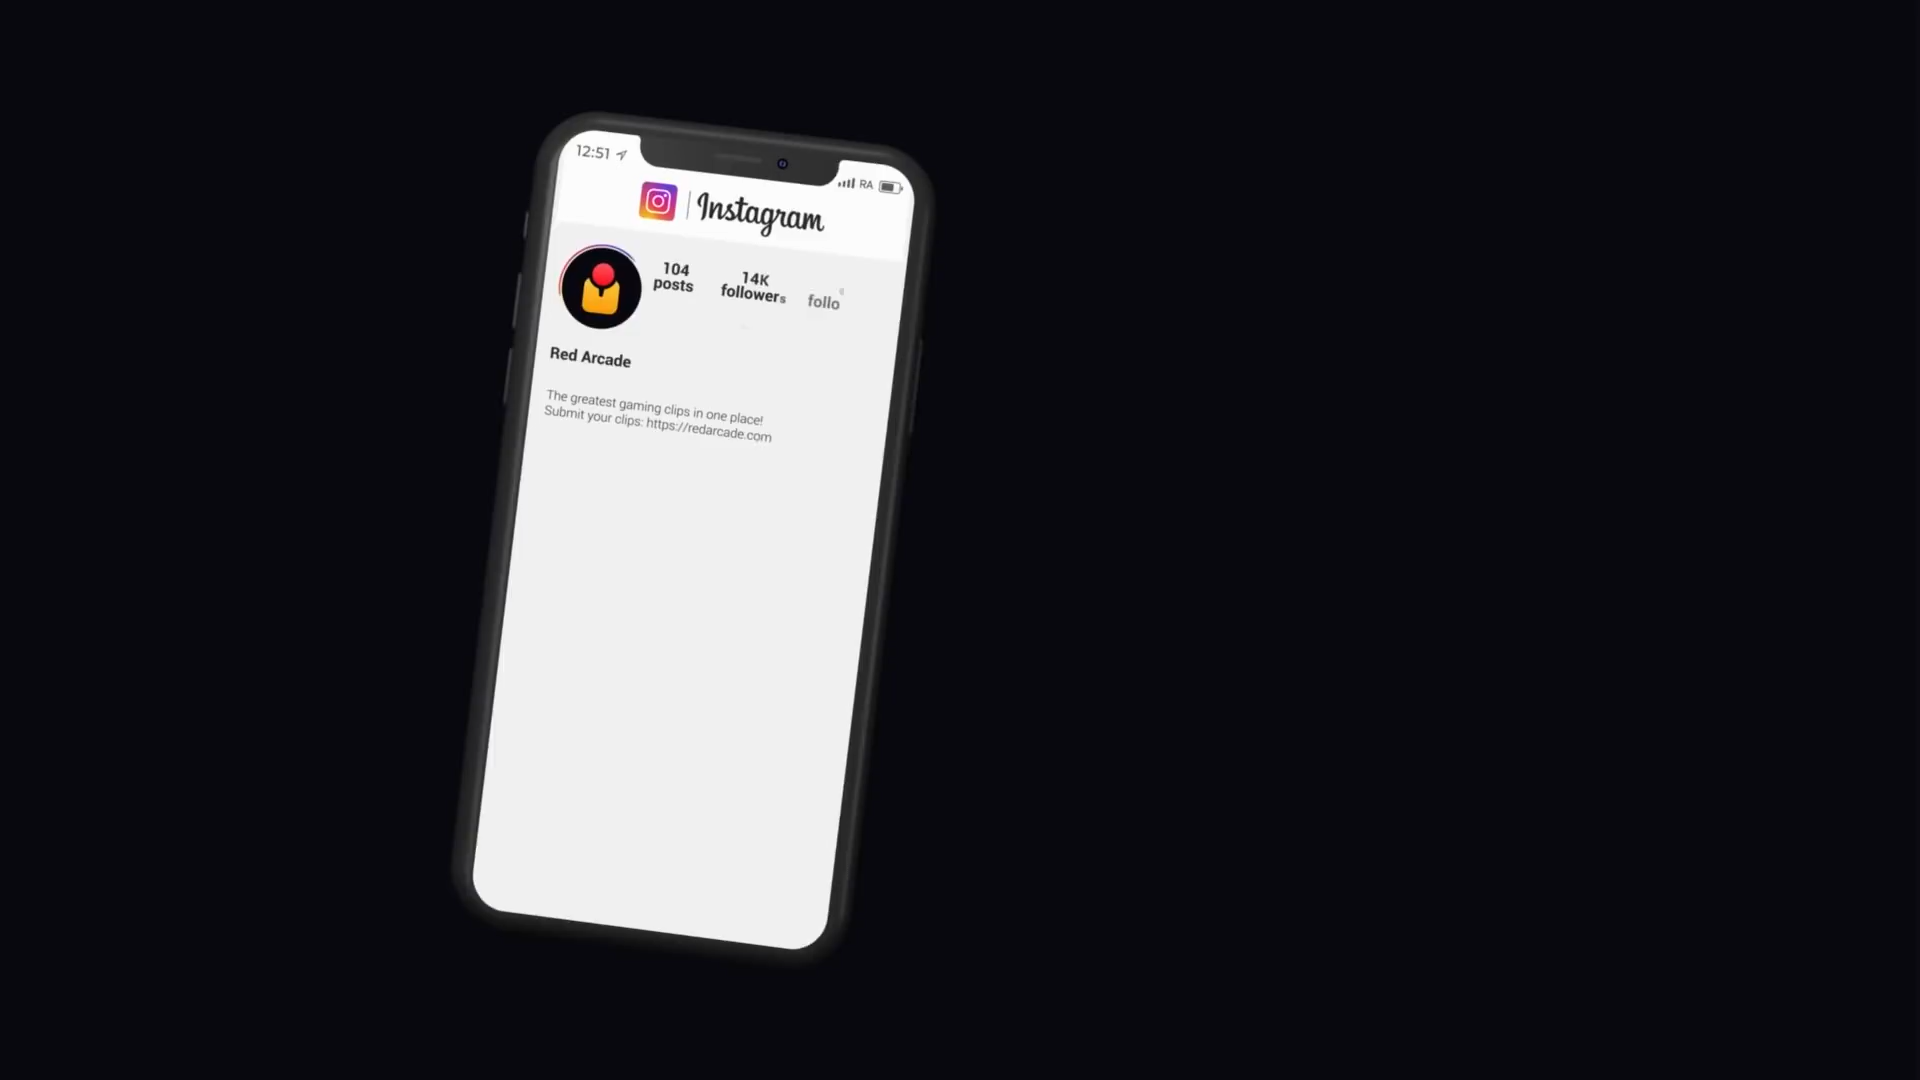 12:51
RA
Instagram
104
posts
14K
followers
follo
Red Arcade
The greatest gaming clips in one place!
Submit your clips: https://redarcade.com